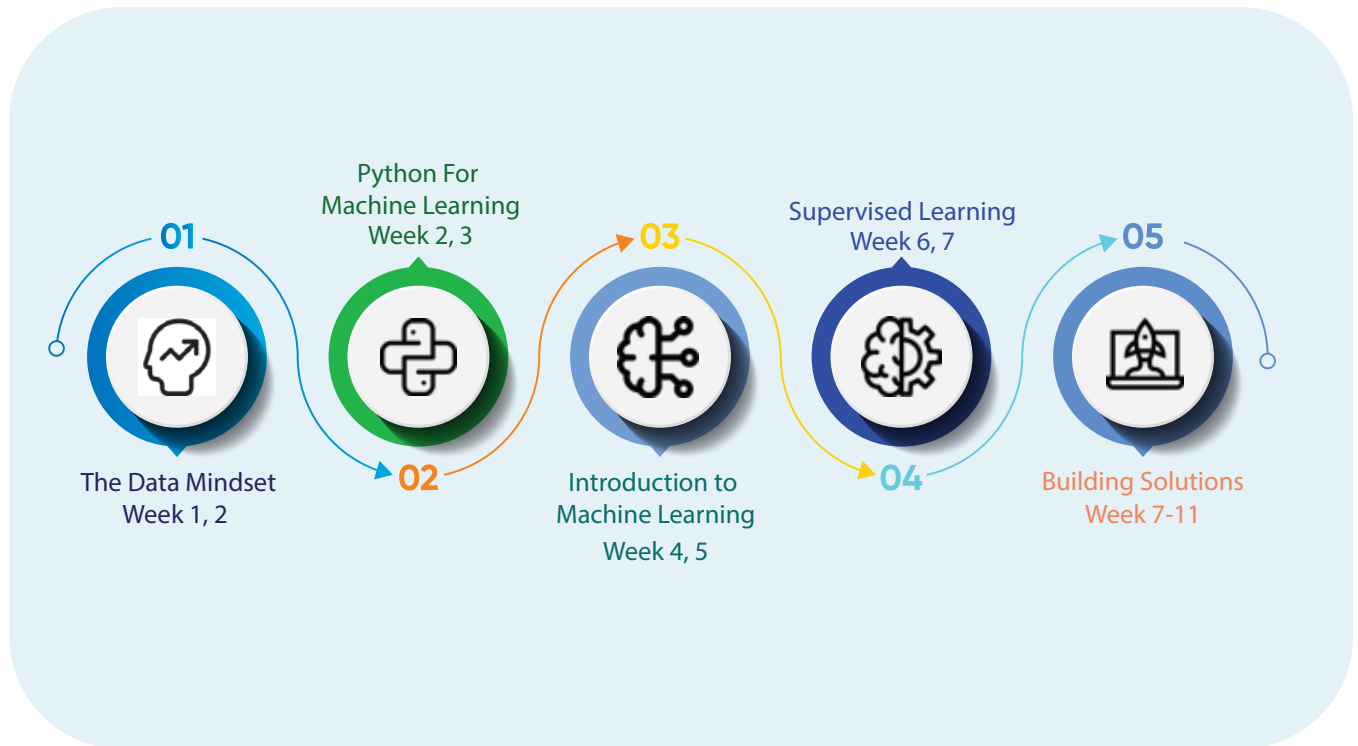 01
The Data Mindset
Week 1, 2
Python For
Machine Learning
Week 2, 3
02
03
Introduction to
Machine Learning
Week 4, 5
Supervised Learning
Week 6, 7
04
05
Building Solutions
Week 7-11